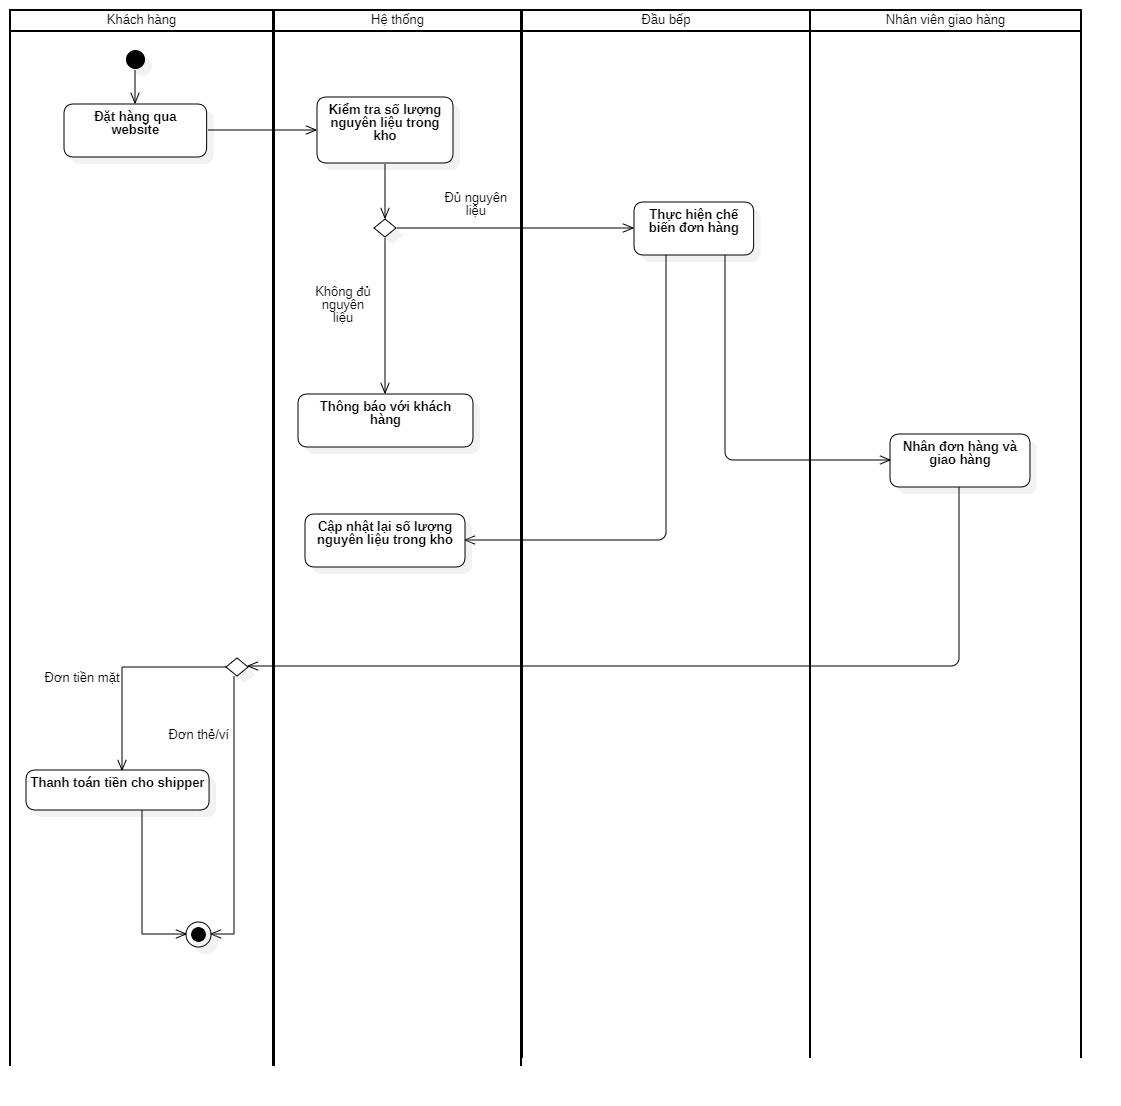 Khách hàng
Hệ thống
Đầu bếp
Nhân viên giao hàng
Đặt hàng qua
website
Kiểm tra số lượng
nguyên liệu trong
kho
Đủ nguyên
liệu
Thực hiện chế
biến đơn hàng
Không đủ
nguyên
liệu
Thông báo với khách
hàng
Nhân đơn hàng và
giao hàng
Cập nhật lại số lượng
nguyên liệu trong kho
Đơn tiền mặt
Đơn thẻ/ví
Thanh toán tiền cho shipper